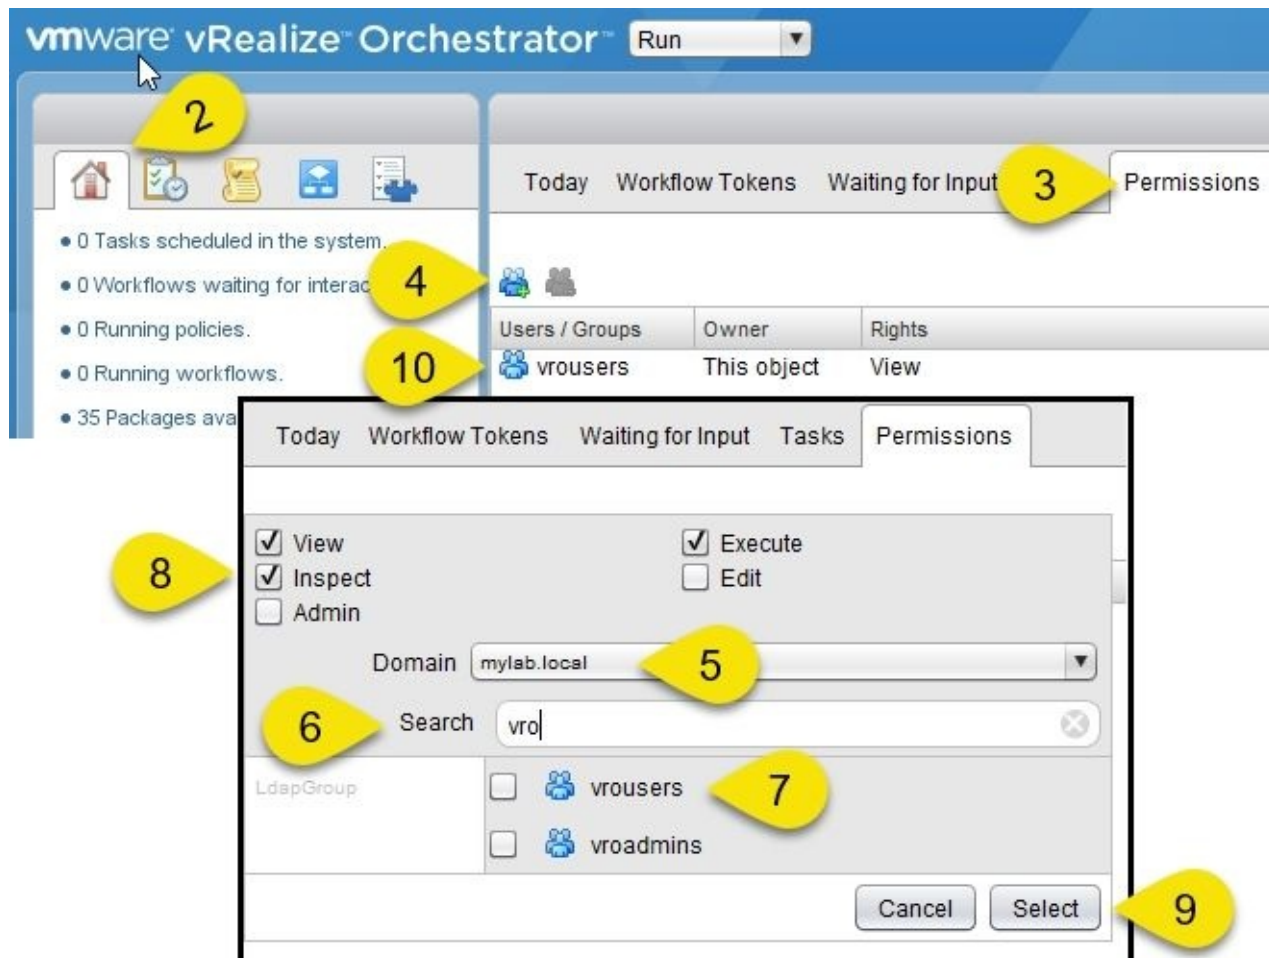 vmware® vRealize™ Orchestrator™ Run
2
Today Workflow Tokens Waiting for Input 3 Permissions
• 0 Tasks scheduled in the system.
• 0 Workflows waiting for interac 4
Users / Groups Owner Rights
• 0 Running policies.
10 vrousers This object View
• 0 Running workflows.
• 35 Packages ava
Today Workflow Tokens Waiting for Input Tasks Permissions
View Execute
8 Inspect Edit
Admin
Domain mylab.local 5
6 Search vro
LdapGroup vrousers 7
vroadmins
Cancel Select 9